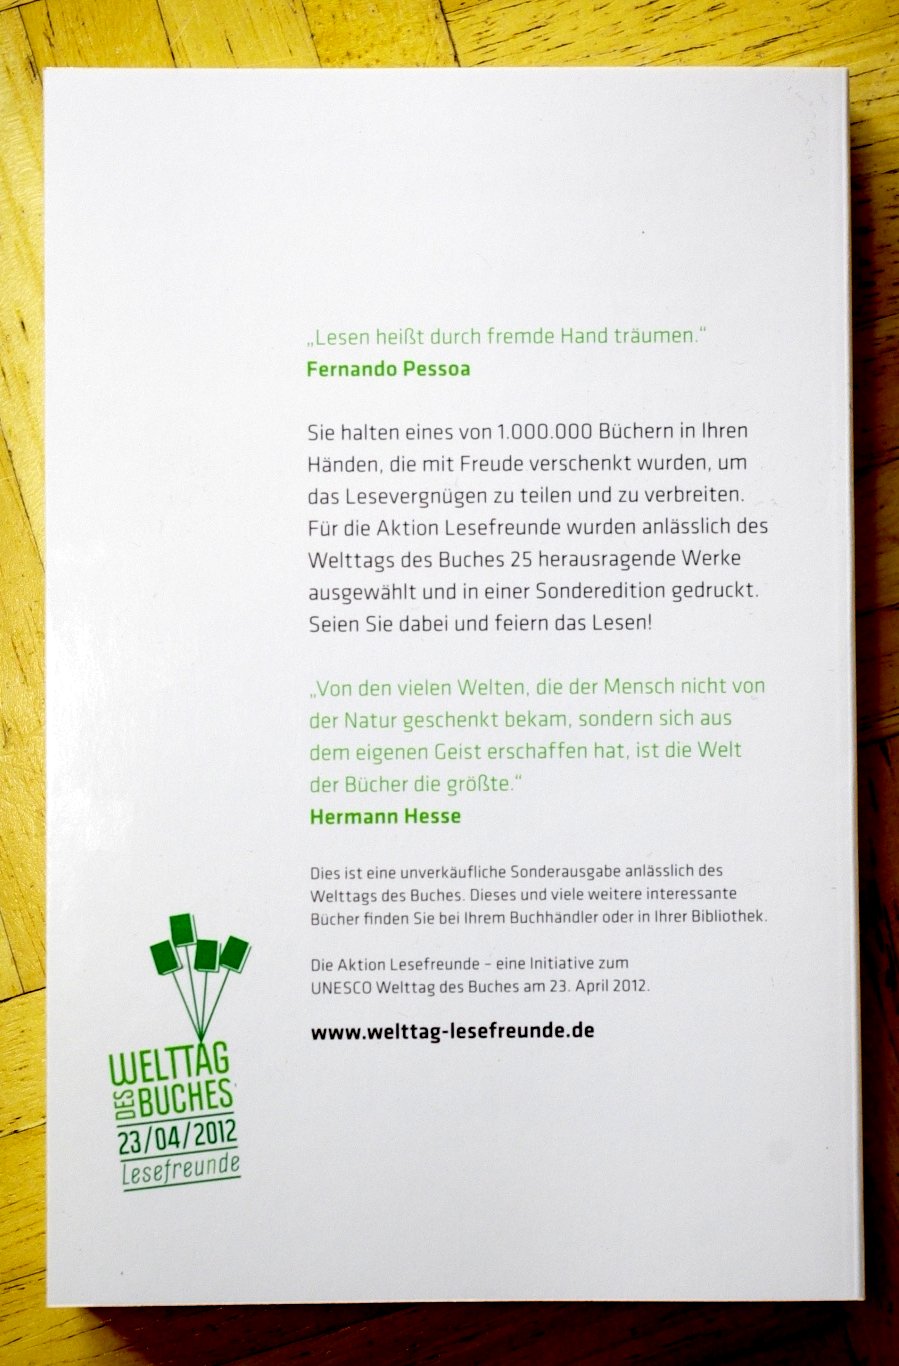 „Lesen heißt durch fremde Hand träumen.“
Fernando Pessoa
Sie halten eines von 1.000.000 Büchern in Ihren
Händen, die mit Freude verschenkt wurden, um
das Lesevergnügen zu teilen und zu verbreiten.
Für die Aktion Lesefreunde wurden anlässlich des
Welttags des Buches 25 herausragende Werke
ausgewählt und in einer Sonderedition gedruckt.
Seien Sie dabei und feiern das Lesen!
„Von den vielen Welten, die der Mensch nicht von
der Natur geschenkt bekam, sondern sich aus
dem eigenen Geist erschaffen hat, ist die Welt
der Bücher die größte.“
Hermann Hesse
Dies ist eine unverkäufliche Sonderausgabe anlässlich des
Welttags des Buches. Dieses und viele weitere interessante
Bücher finden Sie bei Ihrem Buchhändler oder in Ihrer Bibliothek.
Die Aktion Lesefreunde – eine Initiative zum
UNESCO Welttag des Buches am 23. April 2012.
www.welttag-lesefreunde.de
WELTTAG
DES BUCHES
23/04/2012
Lesefreunde